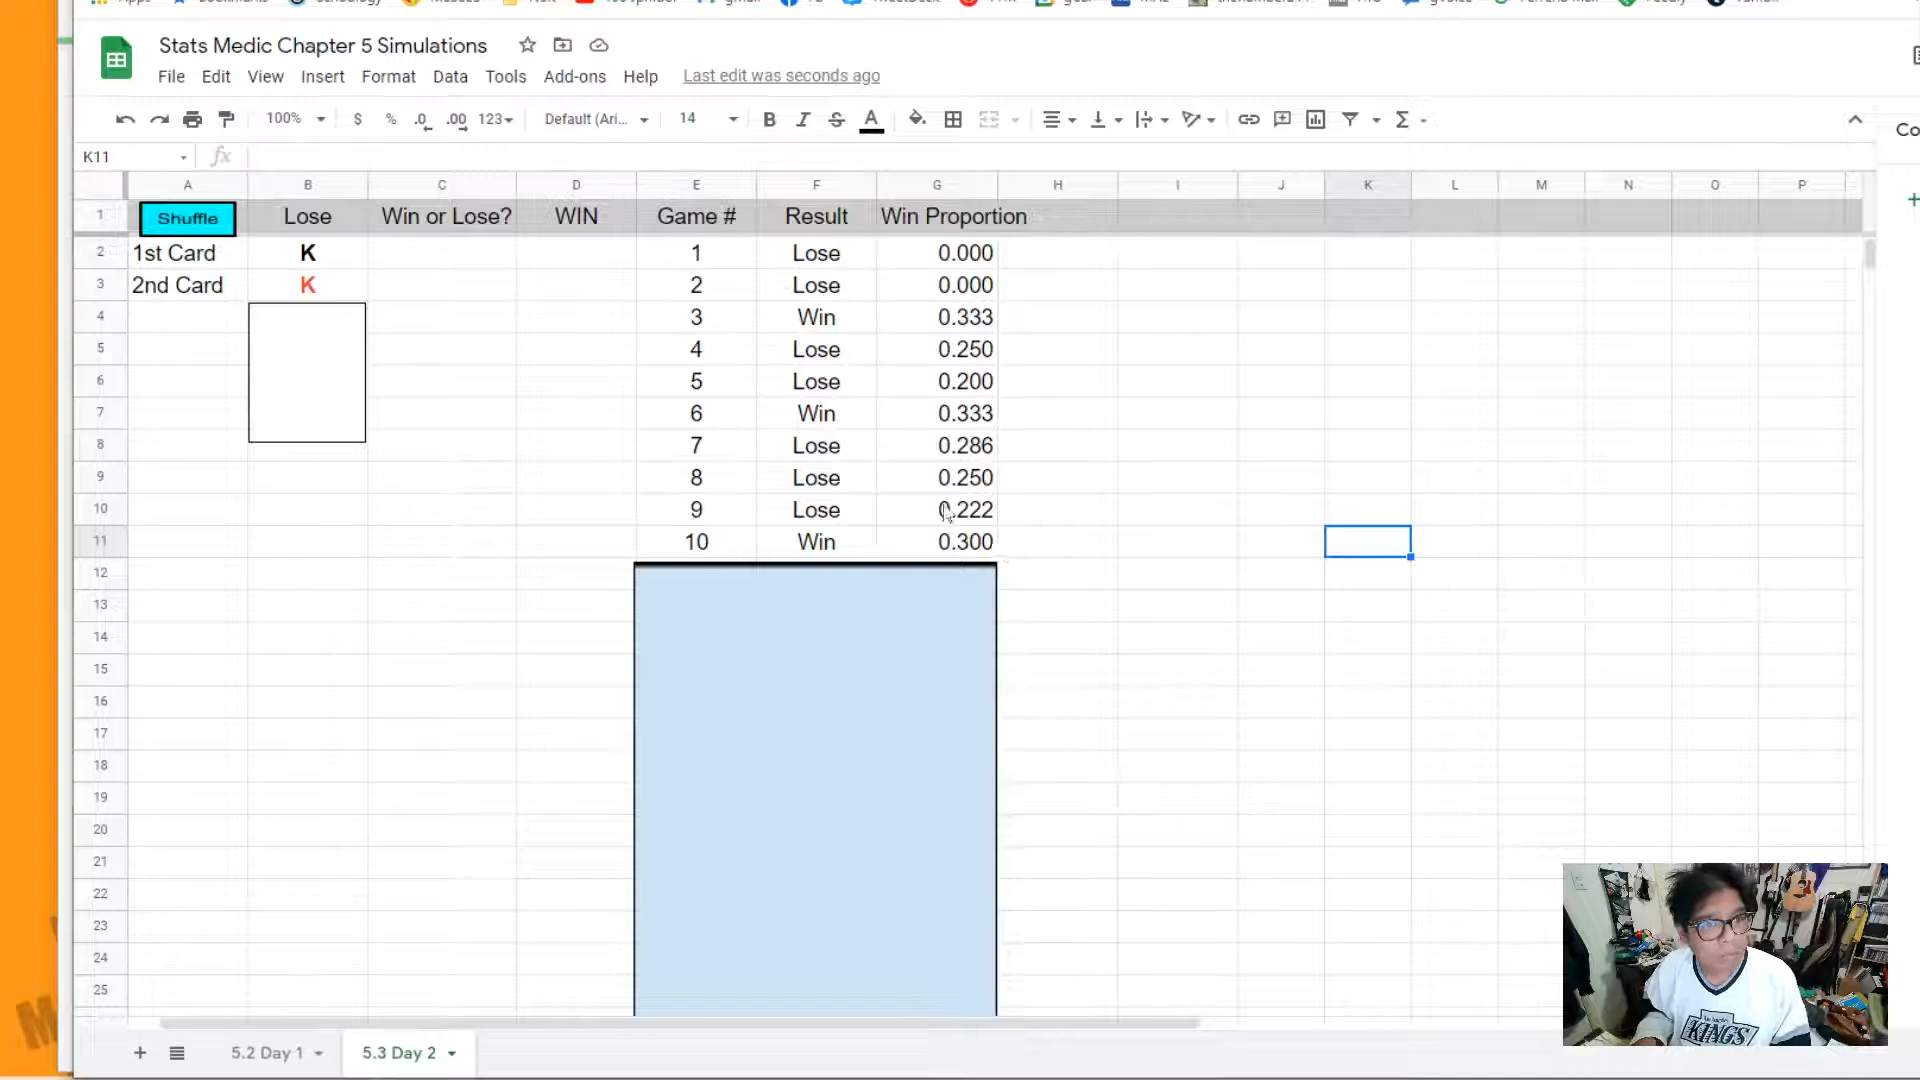 Stats Medic Chapter 5 Simulations
File Edit View Insert Format Data Tools Add-ons Help Last edit was seconds ago
100% $ % .0 .00 123 Default (Ari... 14 B I S A
Co
K11 fx
A B C D E F G H I J K L M N O P
1 Shuffle Lose Win or Lose? WIN Game # Result Win Proportion
2 1st Card K 1 Lose 0.000
3 2nd Card K 2 Lose 0.000
4 3 Win 0.333
5 4 Lose 0.250
6 5 Lose 0.200
7 6 Win 0.333
8 7 Lose 0.286
9 8 Lose 0.250
10 9 Lose 0.222
11 10 Win 0.300
12
13
14
15
16
17
18
19
20
21
22
23
24
25
5.2 Day 1 5.3 Day 2
KINGS